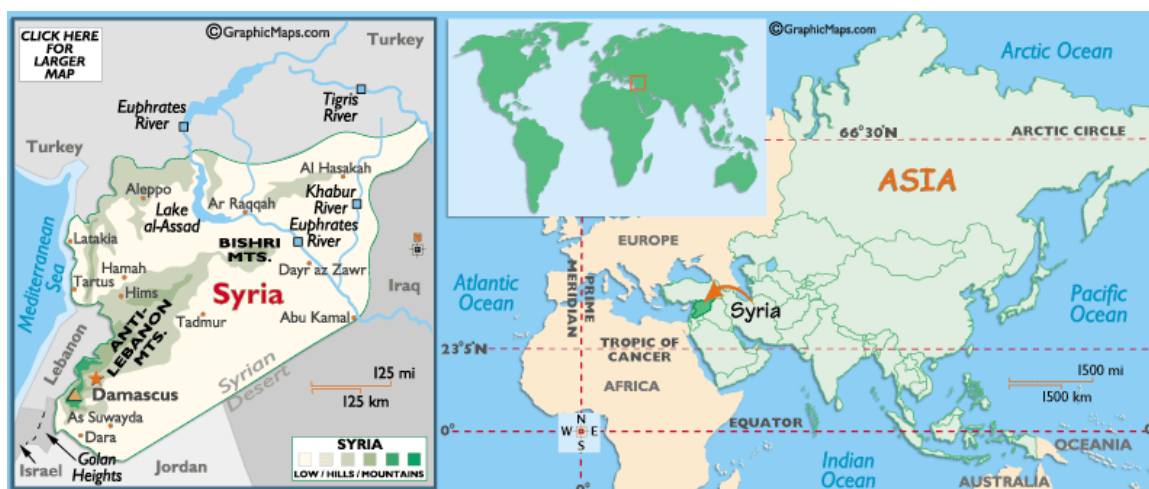 CLICK HERE
FOR
LARGER
MAP
©GraphicMaps.com
Turkey
Euphrates
River
Tigris
River
Turkey
Al Hasakah
Aleppo
Lake
al-Assad
Ar Raqqah
Khabur
River
Euphrates
River
Latakia
BISHRI
MTS.
Mediterranean
Sea
Hamah
Tartus
Hims
Dayr az Zawr
Syria
Iraq
Tadmur
Abu Kamal
ANTI-
LEBANON
MTS.
Lebanon
Syrian
Desert
125 mi
125 km
Damascus
As Suwayda
Dara
Golan
Heights
Israel
Jordan
SYRIA
LOW / HILLS / MOUNTAINS
©GraphicMaps.com
Arctic Ocean
66°30'N
ARCTIC CIRCLE
ASIA
EUROPE
Atlantic
Ocean
PRIME
MERIDIAN
Pacific
Ocean
Syria
23°5'N
TROPIC OF
CANCER
AFRICA
1500 mi
1500 km
N
W
E
S
0°
EQUATOR
0
OCEANIA
Indian
Ocean
AUSTRALIA
0°